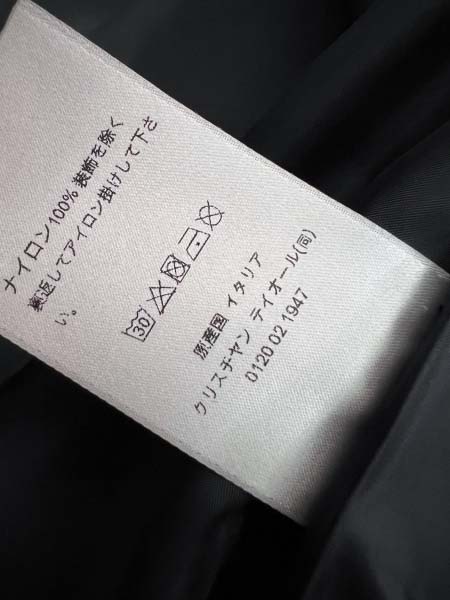 ナイロン100% 装飾を除く
裏返してアイロン掛けして下さ
い。
30
原産国 イタリア
クリスチャン ディオール(同)
0120 02 1947